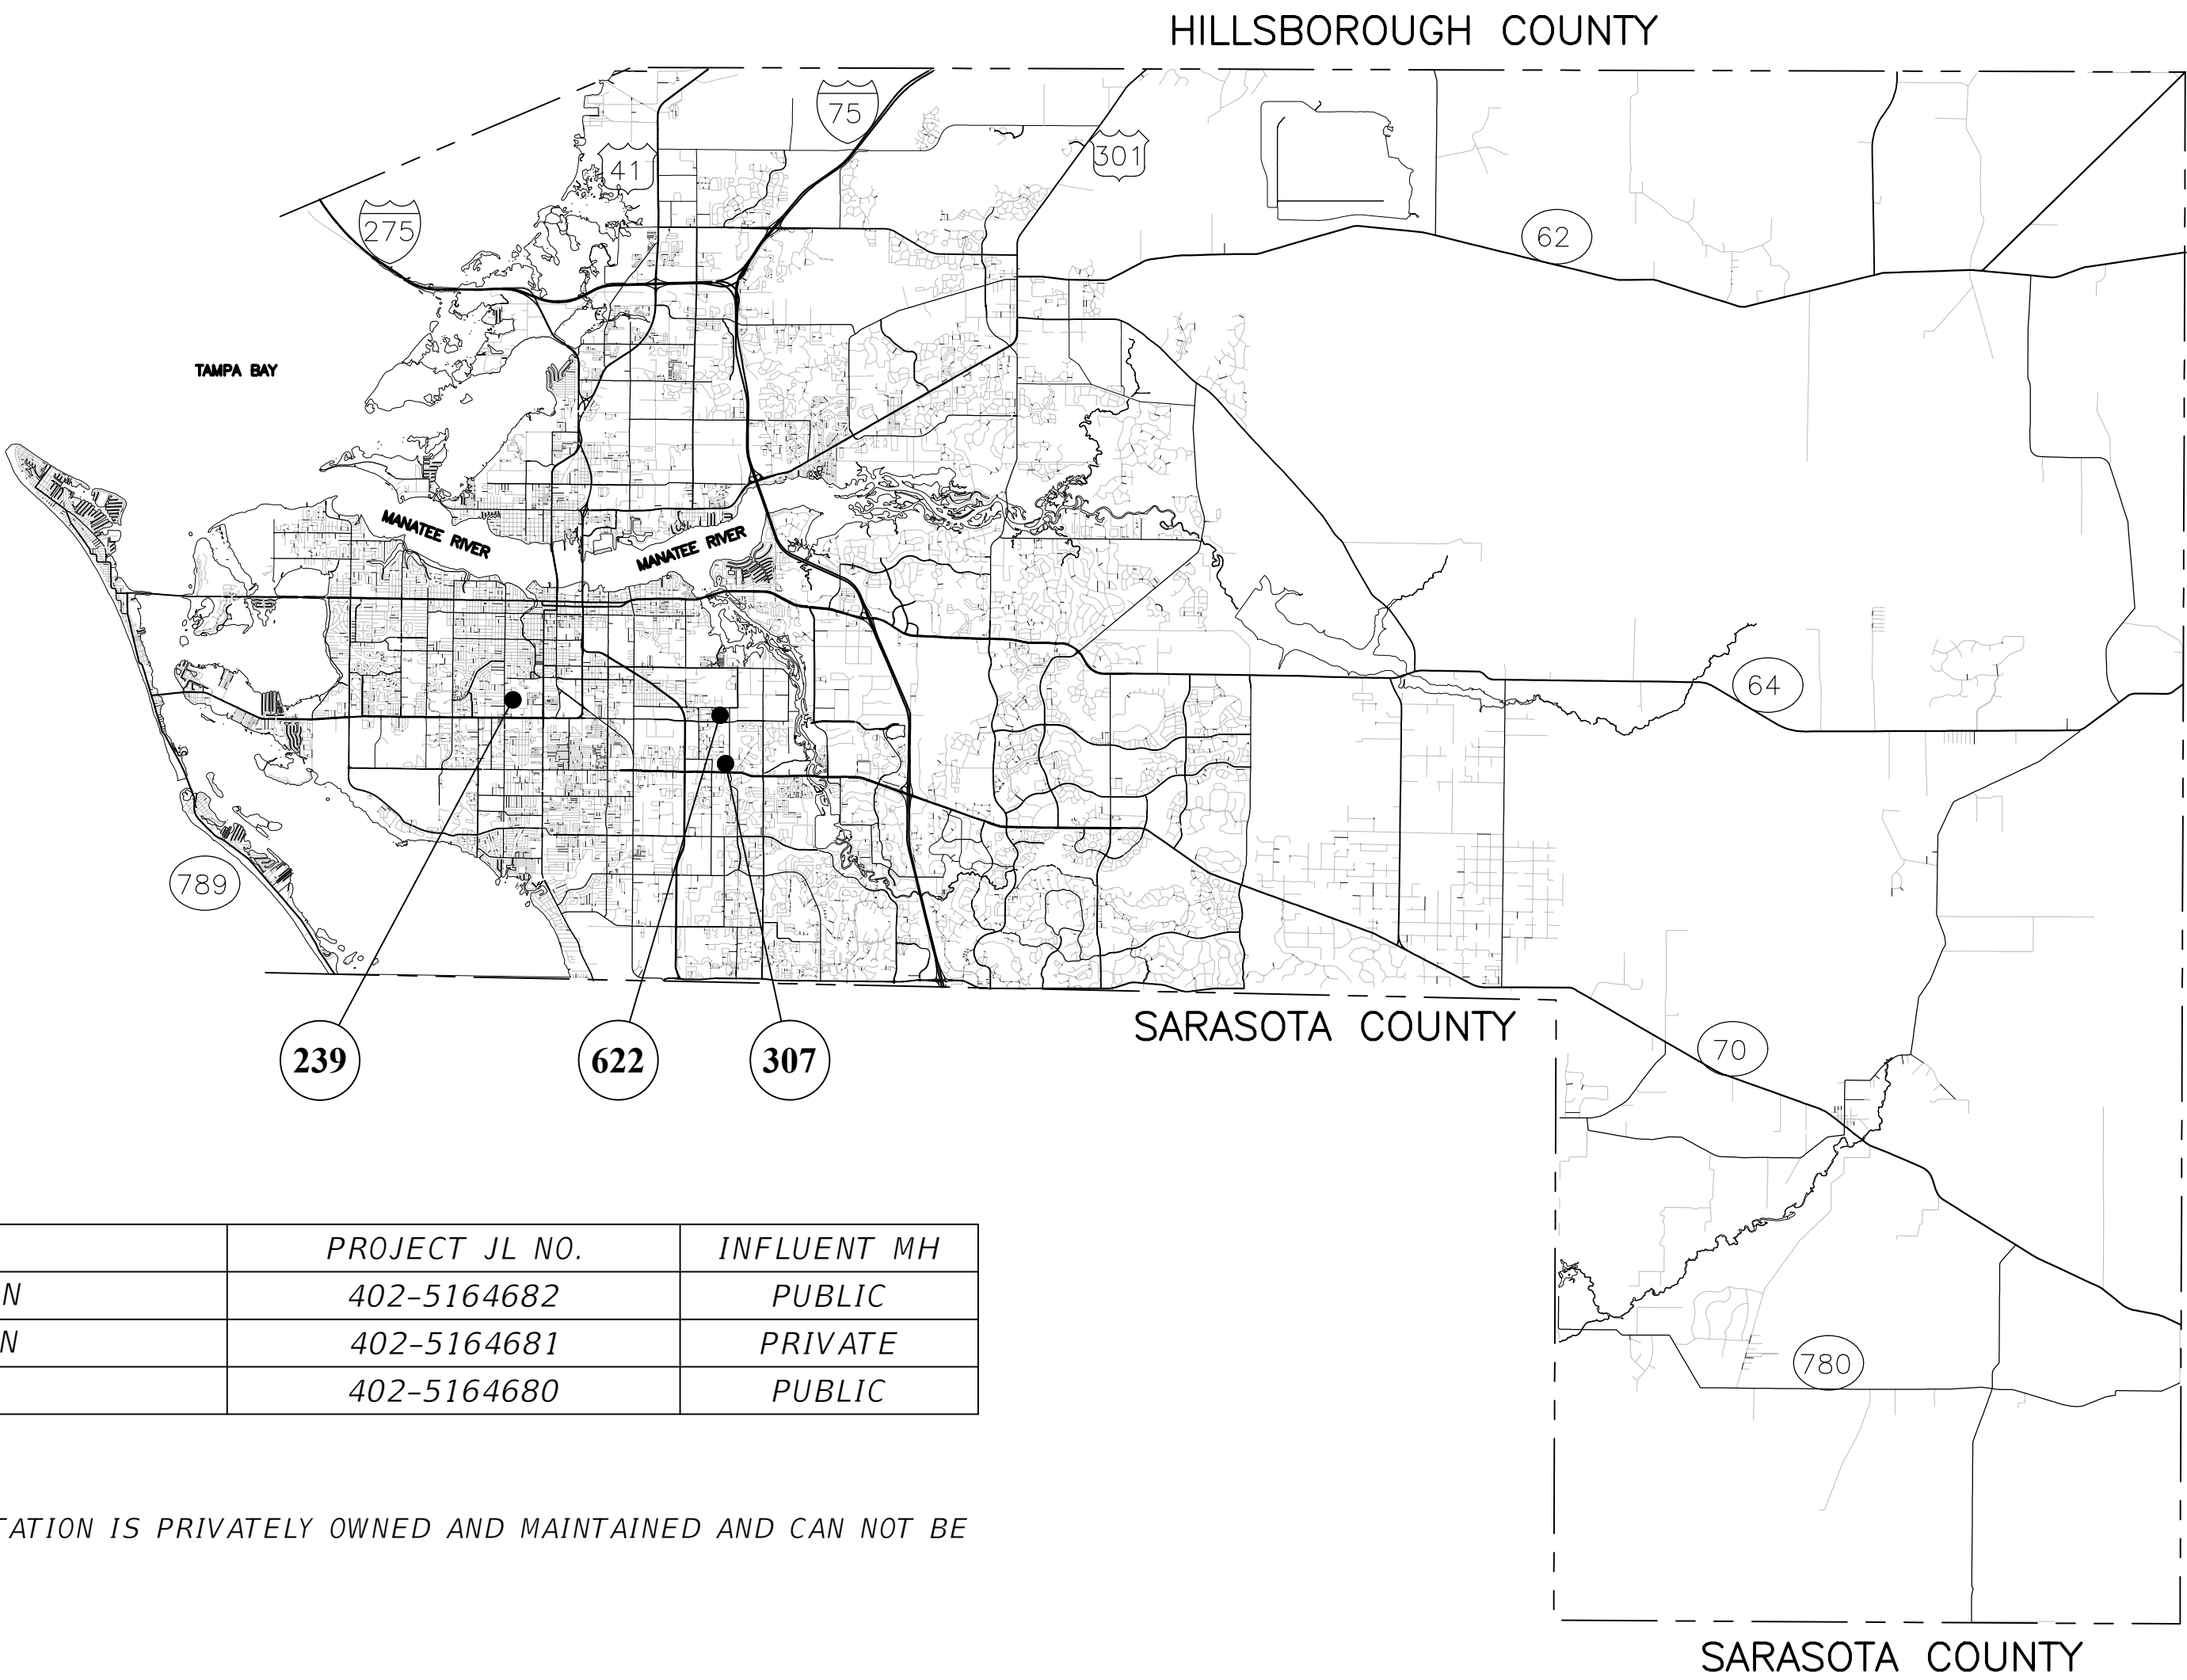 HILLSBOROUGH COUNTY
75
41
301
275
62
TAMPA BAY
MANATEE RIVER
MANATEE RIVER
64
789
SARASOTA COUNTY
70
239
622
307
PROJECT JL NO. INFLUENT MH
N 402-5164682 PUBLIC
N 402-5164681 PRIVATE
402-5164680 PUBLIC
780
TATION IS PRIVATELY OWNED AND MAINTAINED AND CAN NOT BE
SARASOTA COUNTY